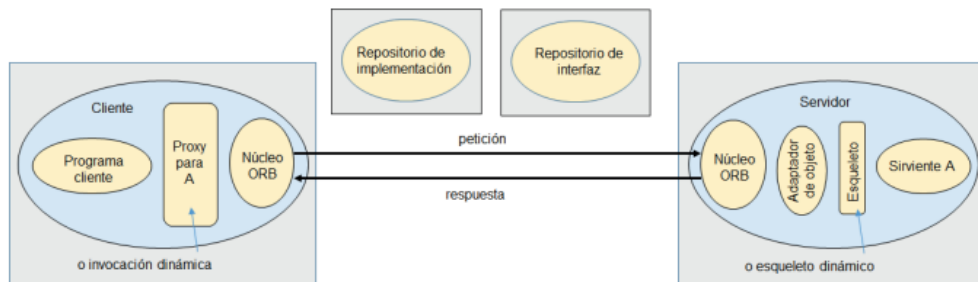 Repositorio de
implementación
Repositorio de
interfaz
Cliente
Programa
cliente
Proxy
para
A
Núcleo
ORB
o invocación dinámica
petición
respuesta
Servidor
Núcleo
ORB
Adaptador
de objeto
Esqueleto
Sirviente A
o esqueleto dinámico